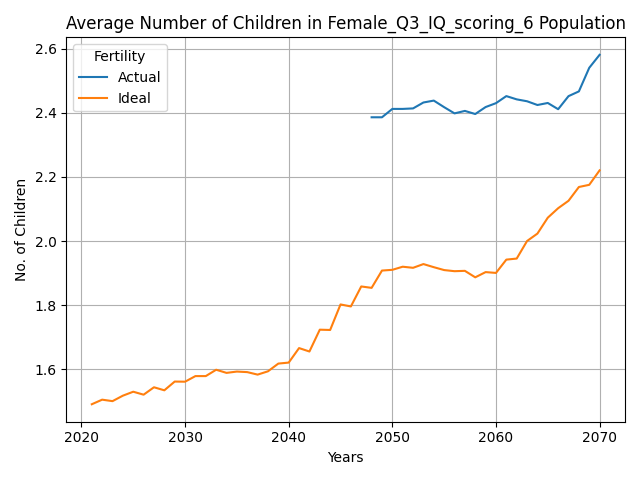 Average Number of Children in Female_Q3_IQ_scoring_6 Population
Fertility
Actual
Ideal
No. of Children
2.6
2.4
2.2
2.0
1.8
1.6
2020 2030 2040 2050 2060 2070
Years